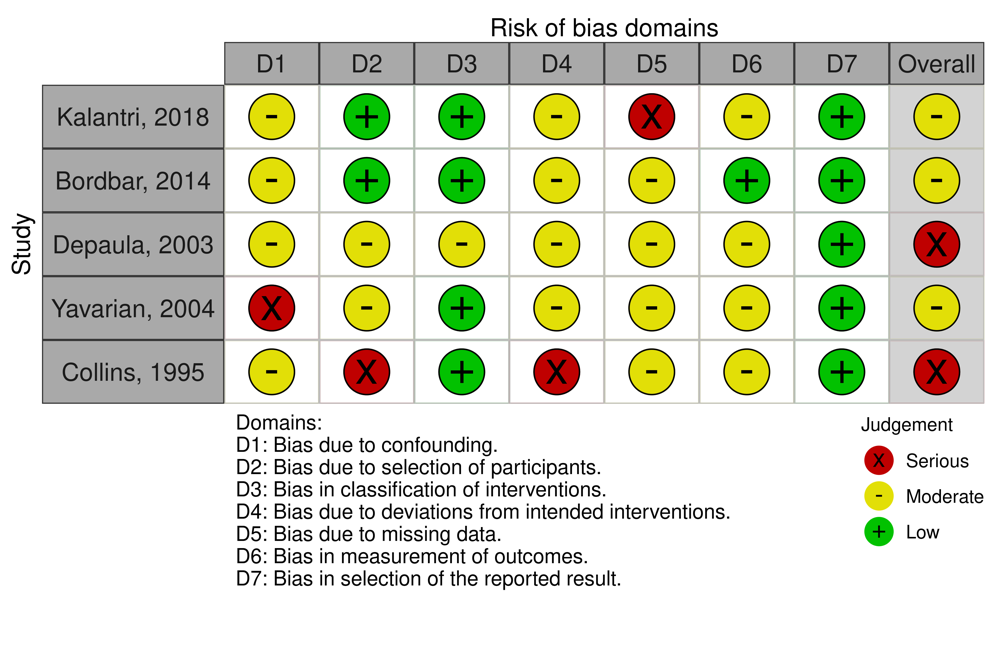 Risk of bias domains
D1 D2 D3 D4 D5 D6 D7 Overall
Study
Kalantri, 2018 - + + - X - + -
Bordbar, 2014 - + + - - + + -
Depaula, 2003 - - - - - - + X
Yavarian, 2004 X - + - - - + -
Collins, 1995 - X + X - - + X
Domains:
D1: Bias due to confounding.
D2: Bias due to selection of participants.
D3: Bias in classification of interventions.
D4: Bias due to deviations from intended interventions.
D5: Bias due to missing data.
D6: Bias in measurement of outcomes.
D7: Bias in selection of the reported result.
Judgement
X Serious
- Moderate
+ Low